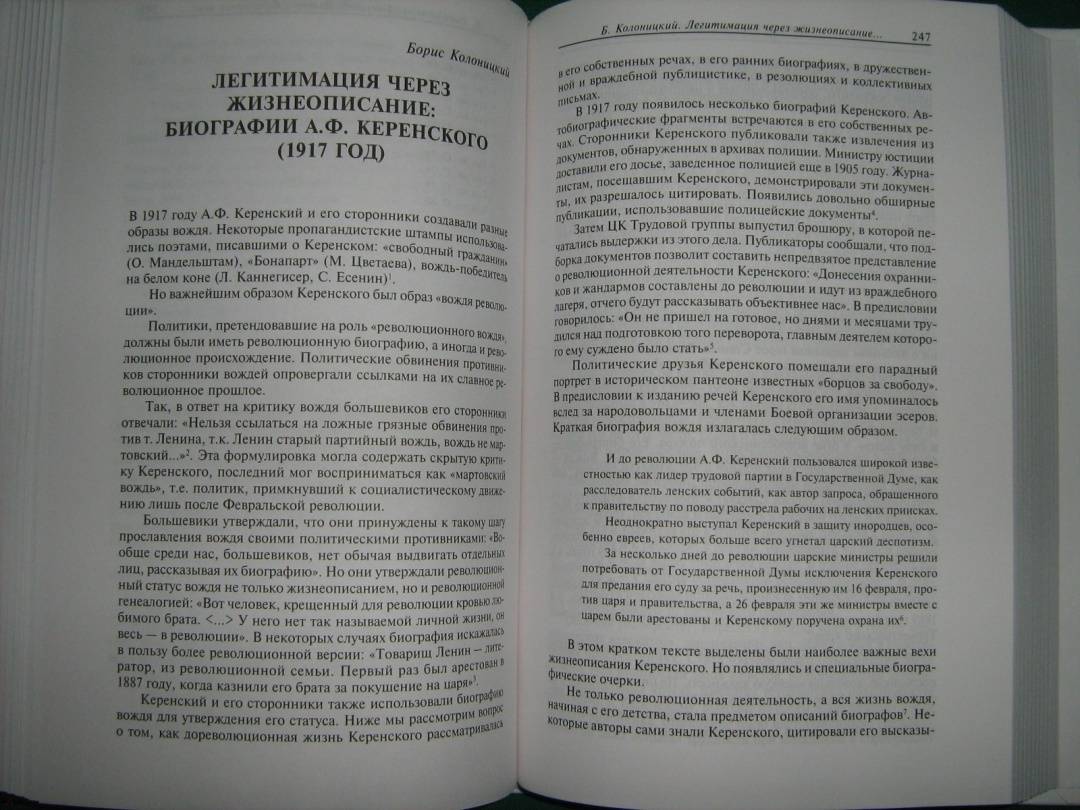 Борис Колоницкий
ЛЕГИТИМАЦИЯ ЧЕРЕЗ
ЖИЗНЕОПИСАНИЕ:
БИОГРАФИИ А.Ф. КЕРЕНСКОГО
(1917 ГОД)
В 1917 году А.Ф. Керенский и его сторонники создавали разные
образы вождя. Некоторые пропагандистские штампы использова-
лись поэтами, писавшими о Керенском: «свободный гражданин»
(О. Мандельштам), «Бонапарт» (М. Цветаева), вождь-победитель
на белом коне (Л. Каннегисер, С. Есенин)¹.
Но важнейшим образом Керенского был образ «вождя револю-
ции».
Политики, претендовавшие на роль «революционного вождя»,
должны были иметь революционную биографию, а иногда и рево-
люционное происхождение. Политические обвинения противни-
ков сторонники вождей опровергали ссылками на их славное ре-
волюционное прошлое.
Так, в ответ на критику вождя большевиков его сторонники
отвечали: «Нельзя ссылаться на ложные грязные обвинения про-
тив т. Ленина, т.к. Ленин старый партийный вождь, вождь не мар-
товский...»². Эта формулировка могла содержать скрытую крити-
ку Керенского, последний мог восприниматься как «мартовский
вождь», т.е. политик, примкнувший к социалистическому движе-
нию лишь после Февральской революции.
Большевики утверждали, что они принуждены к такому шагу
прославления вождя своими политическими противниками: «Во-
обще среди нас, большевиков, нет обычая выдвигать отдельных
лиц, рассказывая их биографию». Но они утверждали революцион-
ный статус вождя не только жизнеописанием, но и революционной
генеалогией: «Вот человек, крещенный для революции кровью лю-
бимого брата. <...> У него нет так называемой личной жизни, он
весь — в революции». В некоторых случаях биография искажалась
в пользу более революционной версии: «Товарищ Ленин — лите-
ратор, из революционной семьи. Первый раз был арестован в
1887 году, когда казнили его брата за покушение на царя»³.
Керенский и его сторонники также использовали биографию
вождя для утверждения его статуса. Ниже мы рассмотрим вопрос
о том, как дореволюционная жизнь Керенского рассматривалась
Б. Колоницкий. Легитимация через жизнеописание...
247
в его собственных речах, в его ранних биографиях, в дружествен-
ной и враждебной публицистике, в резолюциях и коллективных
письмах.
В 1917 году появилось несколько биографий Керенского. Ав-
тобиографические фрагменты встречаются в его собственных ре-
чах. Сторонники Керенского публиковали также извлечения из
документов, обнаруженных в архивах полиции. Министру юстиции
доставили его досье, заведенное полицией еще в 1905 году. Журна-
листам, посещавшим Керенского, демонстрировали эти докумен-
ты, их разрешалось цитировать. Появились довольно обширные
публикации, использовавшие полицейские документы⁴.
Затем ЦК Трудовой группы выпустил брошюру, в которой пе-
чатались выдержки из этого дела. Публикаторы сообщали, что под-
борка документов позволит составить непредвзятое представление
о революционной деятельности Керенского: «Донесения охранни-
ков и жандармов составлены до революции и идут из враждебного
лагеря, отчего будут рассказывать объективнее нас». В предисловии
говорилось: «Он не пришел на готовое, но днями и месяцами тру-
дился над подготовкою того переворота, главным деятелем которо-
го ему суждено было стать»⁵.
Политические друзья Керенского помещали его парадный
портрет в историческом пантеоне известных «борцов за свободу».
В предисловии к изданию речей Керенского его имя упоминалось
вслед за народовольцами и членами Боевой организации эсеров.
Краткая биография вождя излагалась следующим образом.
И до революции А.Ф. Керенский пользовался широкой изве-
стностью как лидер трудовой партии в Государственной Думе, как
расследователь ленских событий, как автор запроса, обращенного
к правительству по поводу расстрела рабочих на ленских приисках.
Неоднократно выступал Керенский в защиту инородцев, осо-
бенно евреев, которых больше всего угнетал царский деспотизм.
За несколько дней до революции царские министры решили
потребовать от Государственной Думы исключения Керенского
для предания его суду за речь, произнесенную им 16 февраля, про-
тив царя и правительства, а 26 февраля эти же министры вместе с
царем были арестованы и Керенскому поручена охрана их⁶.
В этом кратком тексте выделены были наиболее важные вехи
жизнеописания Керенского. Но появлялись и специальные биогра-
фические очерки.
Не только революционная деятельность, а вся жизнь вождя,
начиная с его детства, стала предметом описаний биографов⁷. Не-
которые авторы сами знали Керенского, цитировали его высказы-